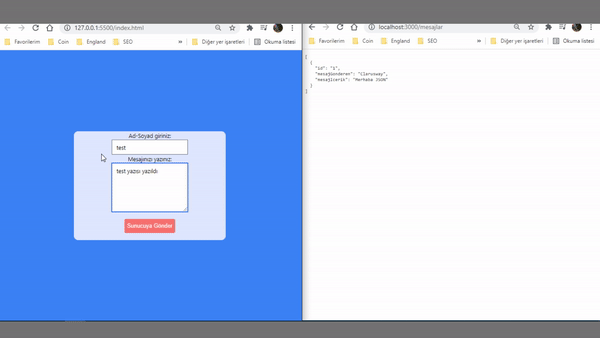 127.0.0.1:5500/index.html
Favorilerim Coin England SEO » Diğer yer işaretleri Okuma listesi
Ad-Soyad giriniz:
test
Mesajınızı yazınız:
test yazısı yazıldı
Sunucuya Gönder
localhost:3000/mesajlar
Favorilerim Coin England SEO » Diğer yer işaretleri Okuma listesi
[
{
"id": "1",
"mesajGonderen": "Clarusway",
"mesajIcerik": "Merhaba JSON"
}
]